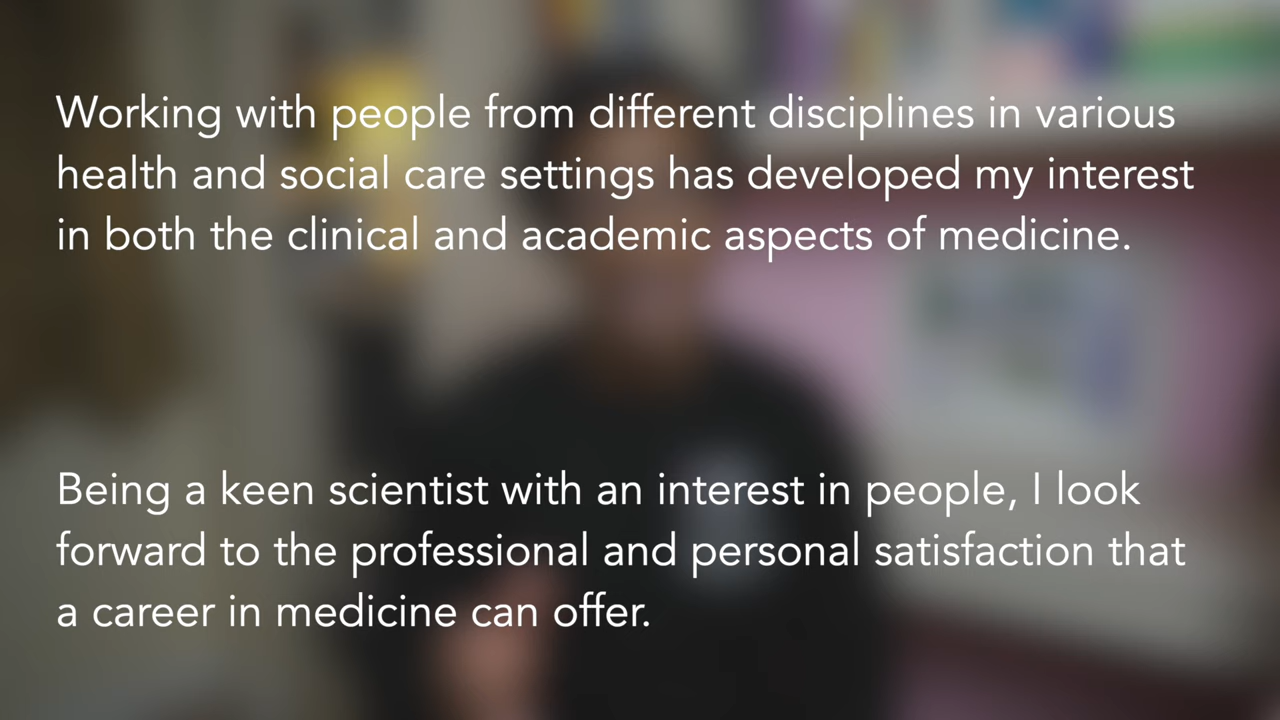 Working with people from different disciplines in various
health and social care settings has developed my interest
in both the clinical and academic aspects of medicine.
Being a keen scientist with an interest in people, I look
forward to the professional and personal satisfaction that
a career in medicine can offer.